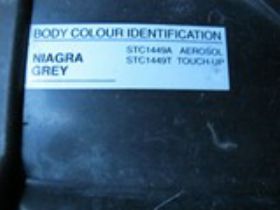 BODY COLOUR IDENTIFICATION
NIAGRA STC1449A AEROSOL
GREY STC1449T TOUCH-UP